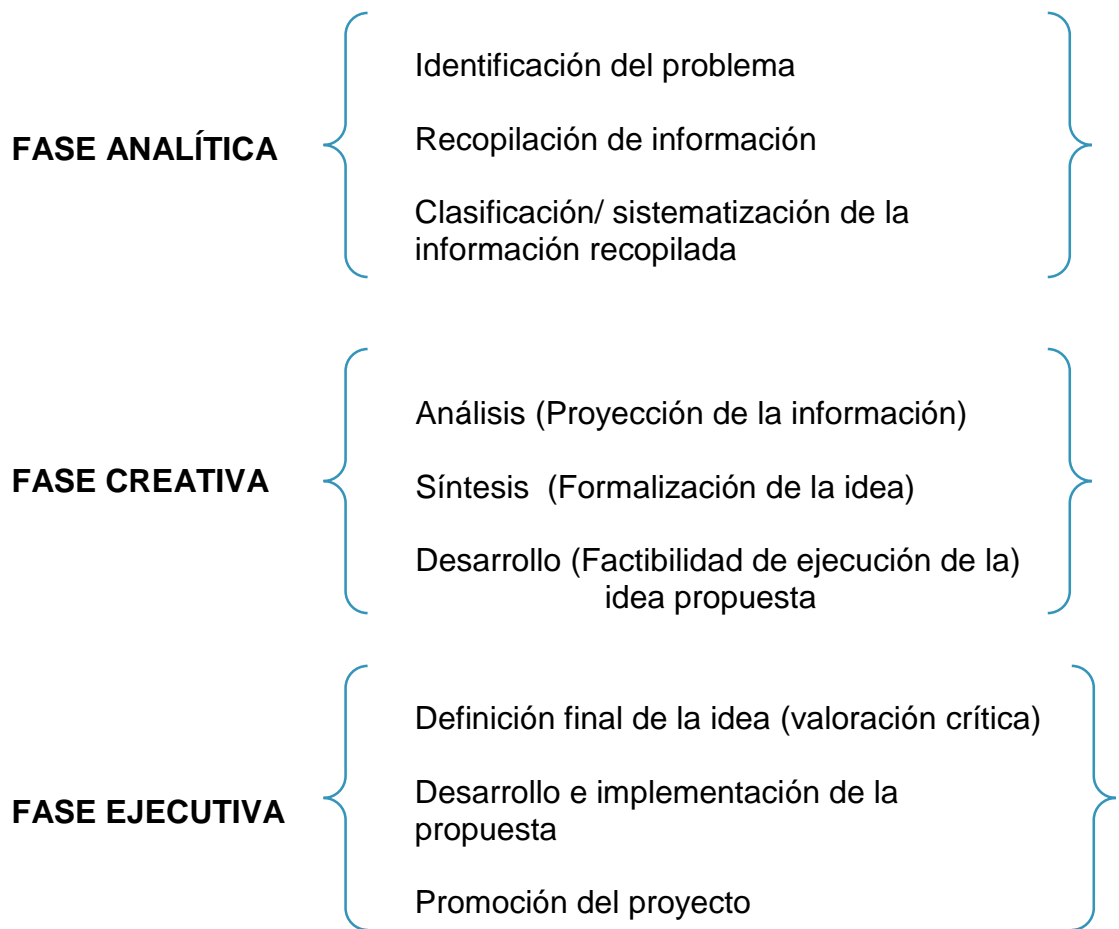 FASE ANALÍTICA
Identificación del problema
Recopilación de información
Clasificación/ sistematización de la
información recopilada
FASE CREATIVA
Análisis (Proyección de la información)
Síntesis  (Formalización de la idea)
Desarrollo (Factibilidad de ejecución de la)
idea propuesta
FASE EJECUTIVA
Definición final de la idea (valoración crítica)
Desarrollo e implementación de la
propuesta
Promoción del proyecto